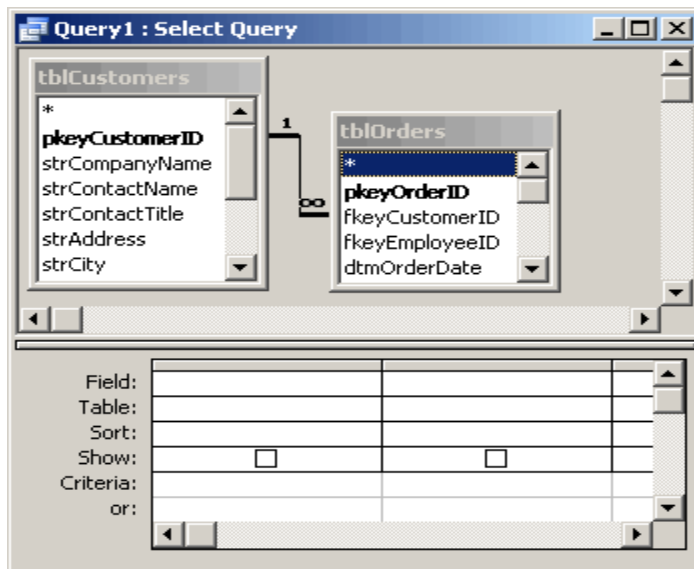 Query1 : Select Query
tblCustomers
*
pkeyCustomerID
strCompanyName
strContactName
strContactTitle
strAddress
strCity
1
∞
tblOrders
*
pkeyOrderID
fkeyCustomerID
fkeyEmployeeID
dtmOrderDate
Field:
Table:
Sort:
Show:
Criteria:
or: